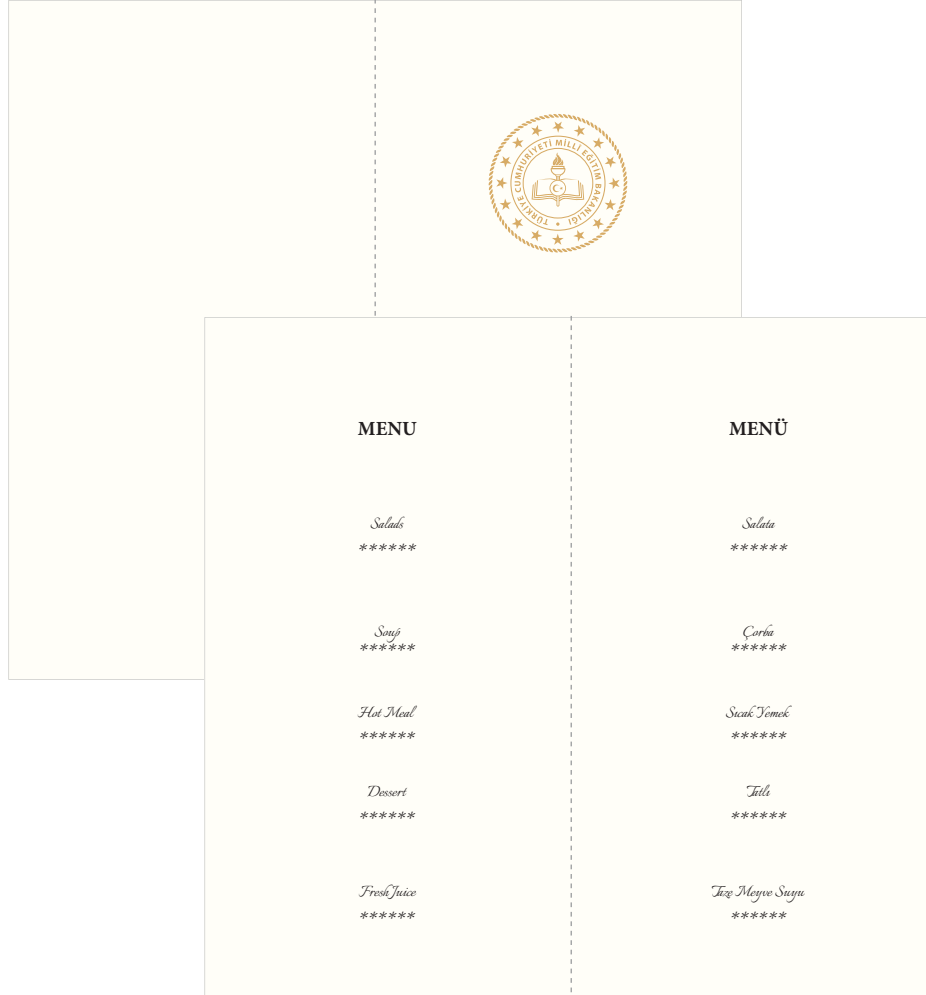 TÜRKİYE CUMHURİYETİ MİLLİ EĞİTİM BAKANLIĞI
MENU
Salads
******
Soup
******
Hot Meal
******
Dessert
******
Fresh Juice
******
MENÜ
Salata
******
Çorba
******
Sıcak Yemek
******
Tatlı
******
Taze Meyve Suyu
******